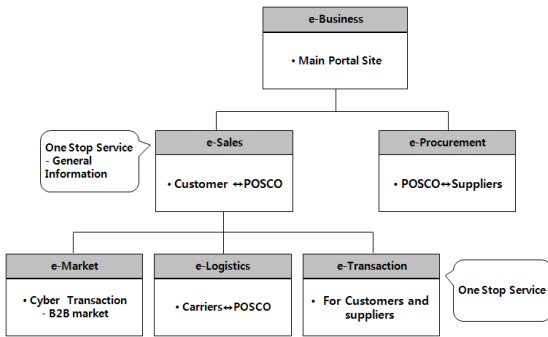 e-Business
• Main Portal Site
One Stop Service
- General
Information
e-Sales
• Customer ↔POSCO
e-Procurement
• POSCO↔Suppliers
e-Market
• Cyber Transaction
- B2B market
e-Logistics
• Carriers↔POSCO
e-Transaction
• For Customers and
suppliers
One Stop Service